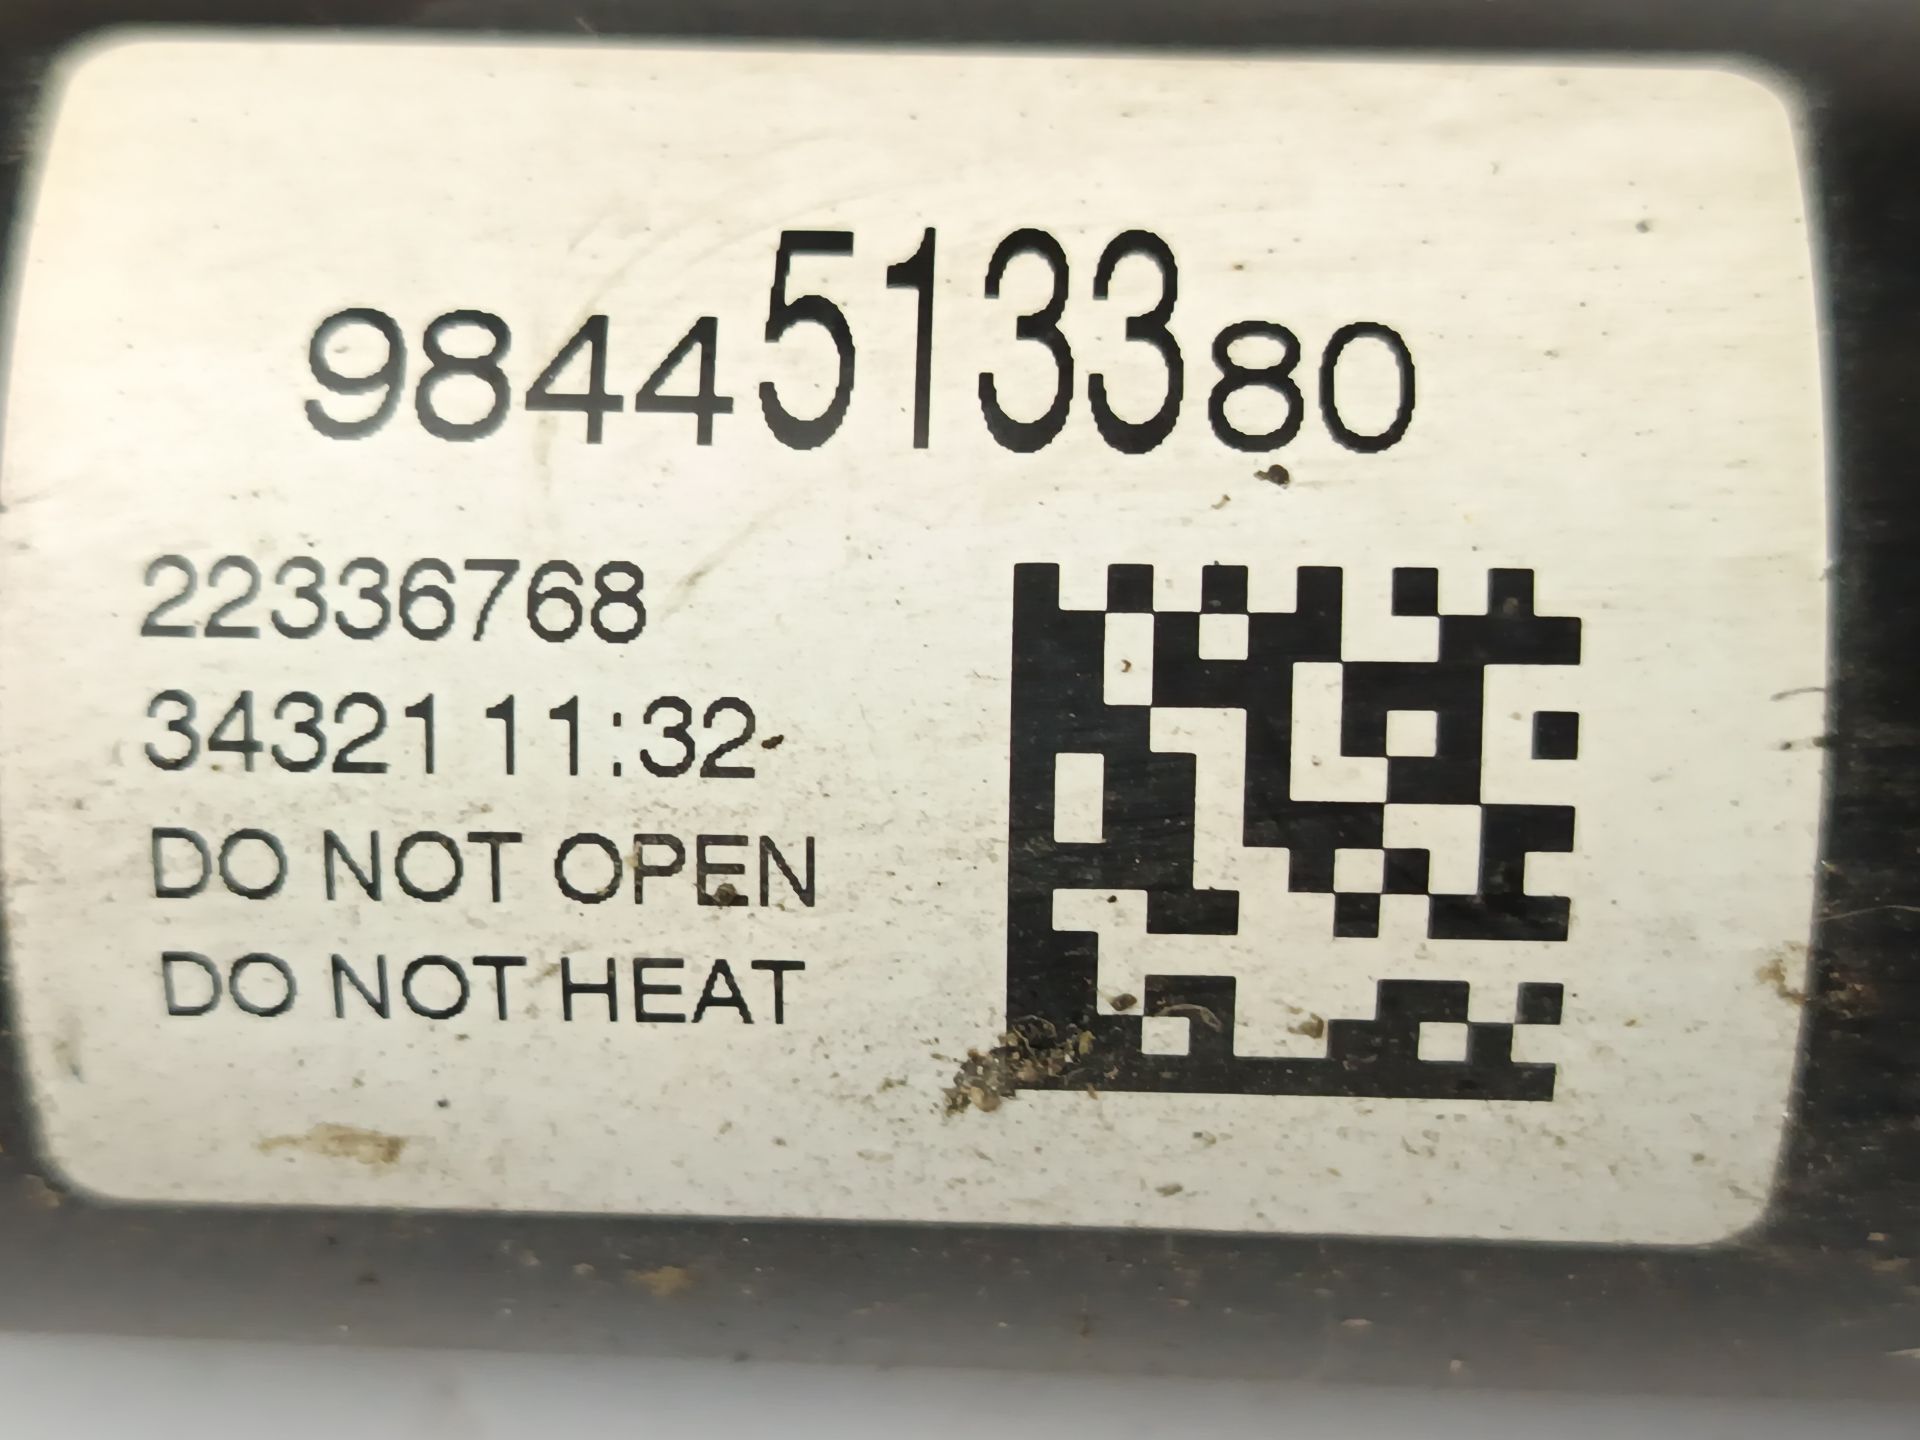 9844513380
22336768
34321 11:32
DO NOT OPEN
DO NOT HEAT